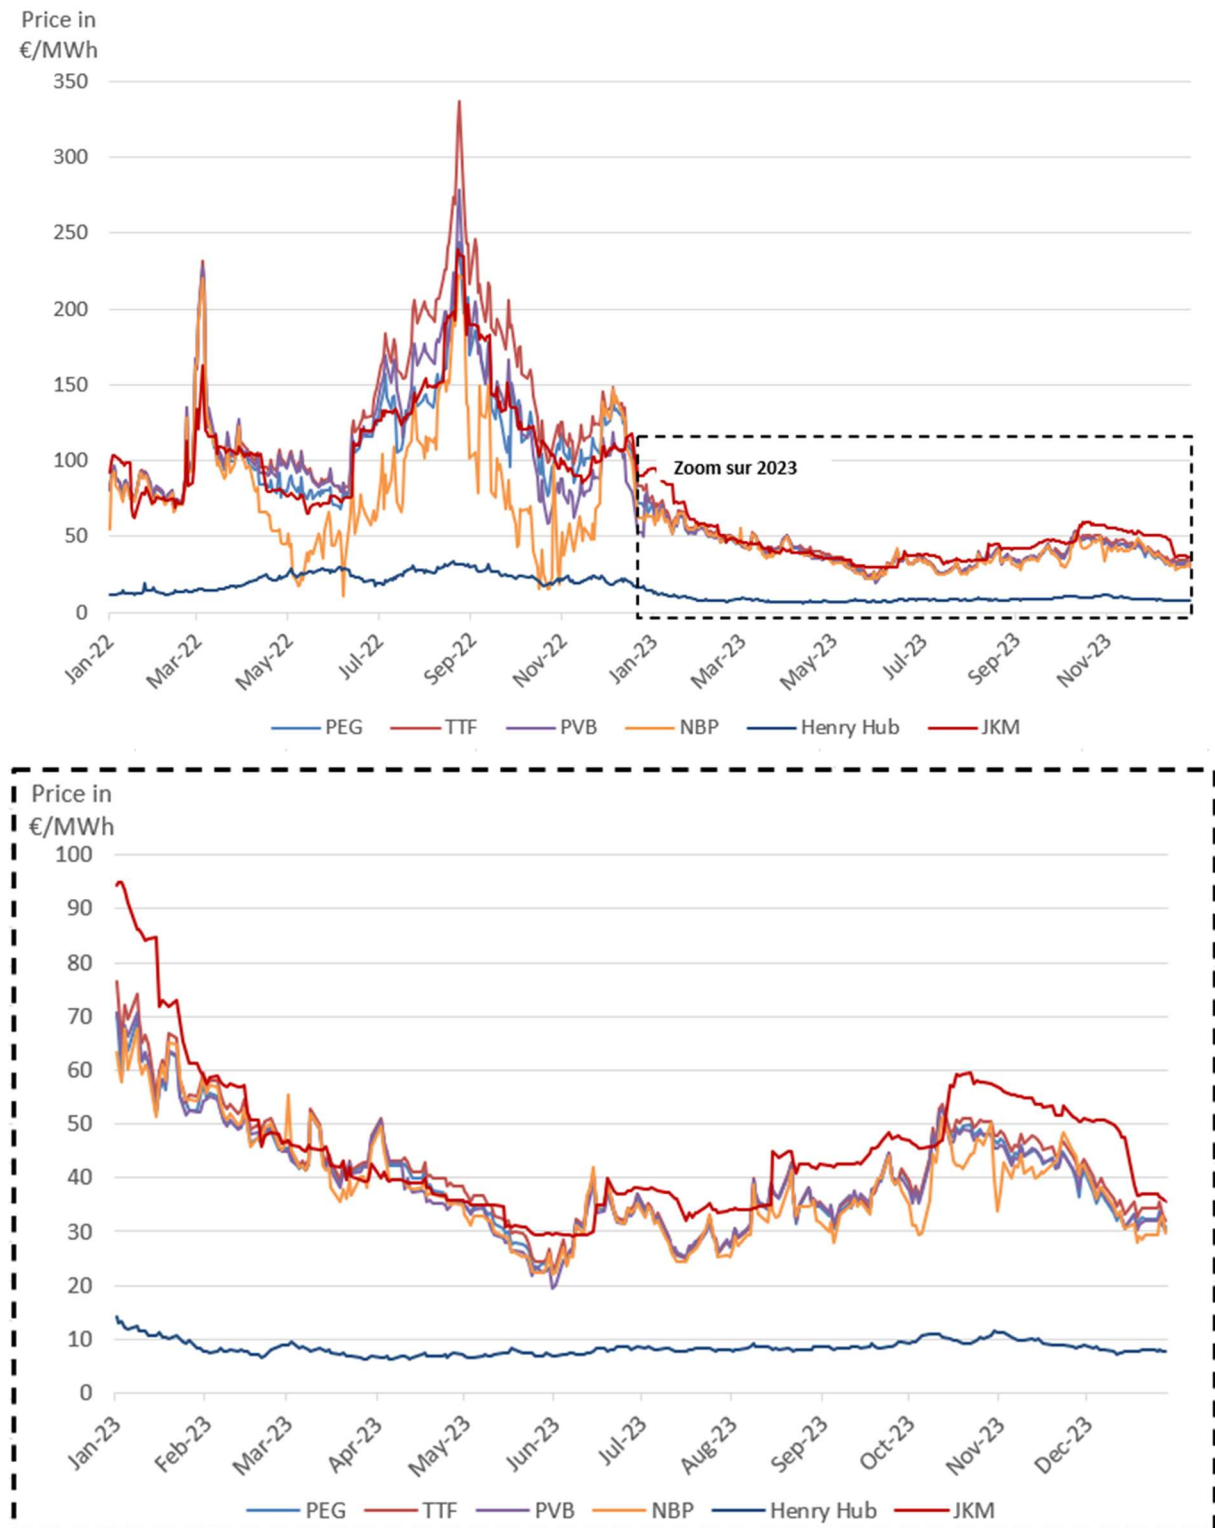 Price in
€/MWh
350
300
250
200
150
100
50
0
Zoom sur 2023
Jan-22
Mar-22
May-22
Jul-22
Sep-22
Nov-22
Jan-23
Mar-23
May-23
Jul-23
Sep-23
Nov-23
PEG TTF PVB NBP Henry Hub JKM
Price in
€/MWh
100
90
80
70
60
50
40
30
20
10
0
Jan-23
Feb-23
Mar-23
Apr-23
May-23
Jun-23
Jul-23
Aug-23
Sep-23
Oct-23
Nov-23
Dec-23
PEG TTF PVB NBP Henry Hub JKM